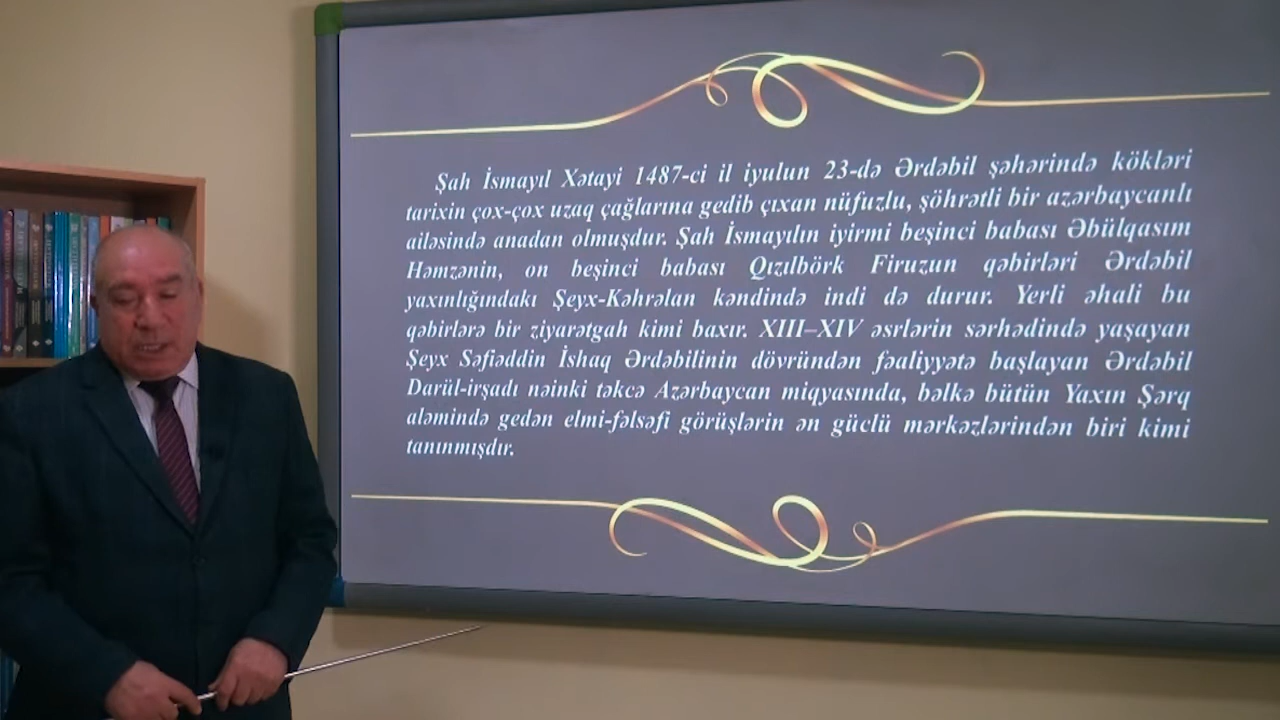 Şah İsmayıl Xətayi 1487-ci il iyulun 23-də Ərdəbil şəhərində kökləri
tarixin çox-çox uzaq çağlarına gedib çıxan nüfuzlu, şöhrətli bir azərbaycanlı
ailəsində anadan olmuşdur. Şah İsmayılın iyirmi beşinci babası Əbülqasım
Həmzənin, on beşinci babası Qızılbörk Firuzun qəbirləri Ərdəbil
yaxınlığındakı Şeyx-Kəhrəlan kəndində indi də durur. Yerli əhali bu
qəbirlərə bir ziyarətgah kimi baxır. XIII–XIV əsrlərin sərhədində yaşayan
Şeyx Səfiəddin İshaq Ərdəbilinin dövründən fəaliyyətə başlayan Ərdəbil
Darül-irşadı nəinki təkcə Azərbaycan miqyasında, bəlkə bütün Yaxın Şərq
aləmində gedən elmi-fəlsəfi görüşlərin ən güclü mərkəzlərindən biri kimi
tanınmışdır.